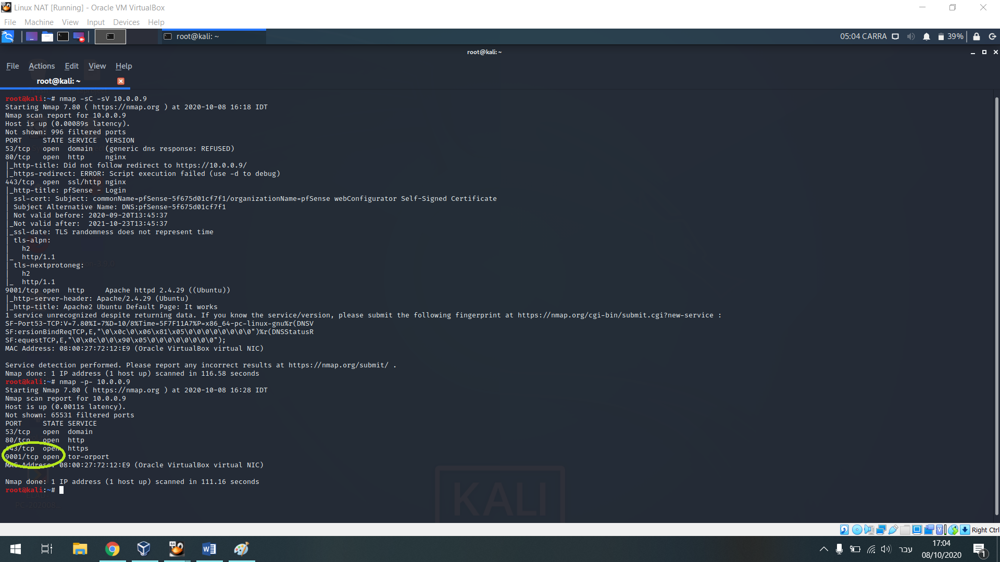 Linux NAT [Running] - Oracle VM VirtualBox
File Machine View Input Devices Help
root@kali: ~
05:04 CARRA
39%
root@kali: ~
File Actions Edit View Help
root@kali: ~
root@kali:~# nmap -sC -sV 10.0.0.9
Starting Nmap 7.80 ( https://nmap.org ) at 2020-10-08 16:18 IDT
Nmap scan report for 10.0.0.9
Host is up (0.00089s latency).
Not shown: 996 filtered ports
PORT     STATE SERVICE  VERSION
53/tcp   open  domain   (generic dns response: REFUSED)
80/tcp   open  http     nginx
|_http-title: Did not follow redirect to https://10.0.0.9/
|_https-redirect: ERROR: Script execution failed (use -d to debug)
443/tcp  open  ssl/http nginx
|_http-title: pfSense - Login
| ssl-cert: Subject: commonName=pfSense-5f675d01cf7f1/organizationName=pfSense webConfigurator Self-Signed Certificate
| Subject Alternative Name: DNS:pfSense-5f675d01cf7f1
| Not valid before: 2020-09-20T13:45:37
|_Not valid after:  2021-10-23T13:45:37
|_ssl-date: TLS randomness does not represent time
| tls-alpn:
|   h2
|_  http/1.1
| tls-nextprotoneg:
|   h2
|_  http/1.1
9001/tcp open  http     Apache httpd 2.4.29 ((Ubuntu))
|_http-server-header: Apache/2.4.29 (Ubuntu)
|_http-title: Apache2 Ubuntu Default Page: It works
1 service unrecognized despite returning data. If you know the service/version, please submit the following fingerprint at https://nmap.org/cgi-bin/submit.cgi?new-service :
SF-Port53-TCP:V=7.80%I=7%D=10/8%Time=5F7F11A7%P=x86_64-pc-linux-gnu%r(DNSV
SF:ersionBindReqTCP,E,"\0\x0c\0\x06\x81\x05\0\0\0\0\0\0\0\0")%r(DNSStatusR
SF:equestTCP,E,"\0\x0c\0\0\x90\x05\0\0\0\0\0\0\0\0");
MAC Address: 08:00:27:72:12:E9 (Oracle VirtualBox virtual NIC)
Service detection performed. Please report any incorrect results at https://nmap.org/submit/ .
Nmap done: 1 IP address (1 host up) scanned in 116.58 seconds
root@kali:~# nmap -p- 10.0.0.9
Starting Nmap 7.80 ( https://nmap.org ) at 2020-10-08 16:28 IDT
Nmap scan report for 10.0.0.9
Host is up (0.0011s latency).
Not shown: 65531 filtered ports
PORT     STATE SERVICE
53/tcp   open  domain
80/tcp   open  http
443/tcp  open  https
9001/tcp open  tor-orport
MAC Address: 08:00:27:72:12:E9 (Oracle VirtualBox virtual NIC)
Nmap done: 1 IP address (1 host up) scanned in 111.16 seconds
root@kali:~#
KALI
Right Ctrl
עבר
17:04
08/10/2020
1